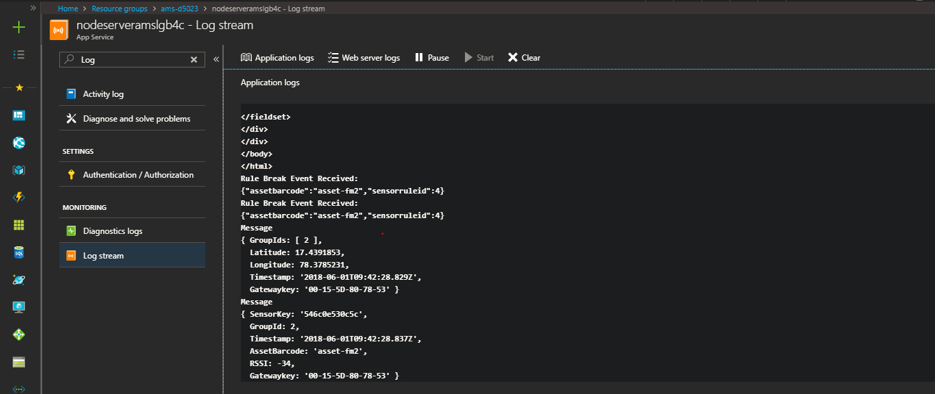 Home > Resource groups > ams-d5023 > nodeserveramslgb4c - Log stream
nodeserveramslgb4c - Log stream
App Service
Log
Activity log
Diagnose and solve problems
SETTINGS
Authentication / Authorization
MONITORING
Diagnostics logs
Log stream
Application logs Web server logs Pause Start Clear
Application logs
</fieldset>
</div>
</div>
</body>
</html>
Rule Break Event Received:
{"assetbarcode":"asset-fm2","sensorruleid":4}
Rule Break Event Received:
{"assetbarcode":"asset-fm2","sensorruleid":4}
Message
{ GroupIds: [ 2 ],
Latitude: 17.4391853,
Longitude: 78.3785231,
Timestamp: '2018-06-01T09:42:28.829Z',
Gatewaykey: '00-15-5D-80-78-53' }
Message
{ SensorKey: '546c0e530c5c',
GroupId: 2,
Timestamp: '2018-06-01T09:42:28.837Z',
AssetBarcode: 'asset-fm2',
RSSI: -34,
Gatewaykey: '00-15-5D-80-78-53' }